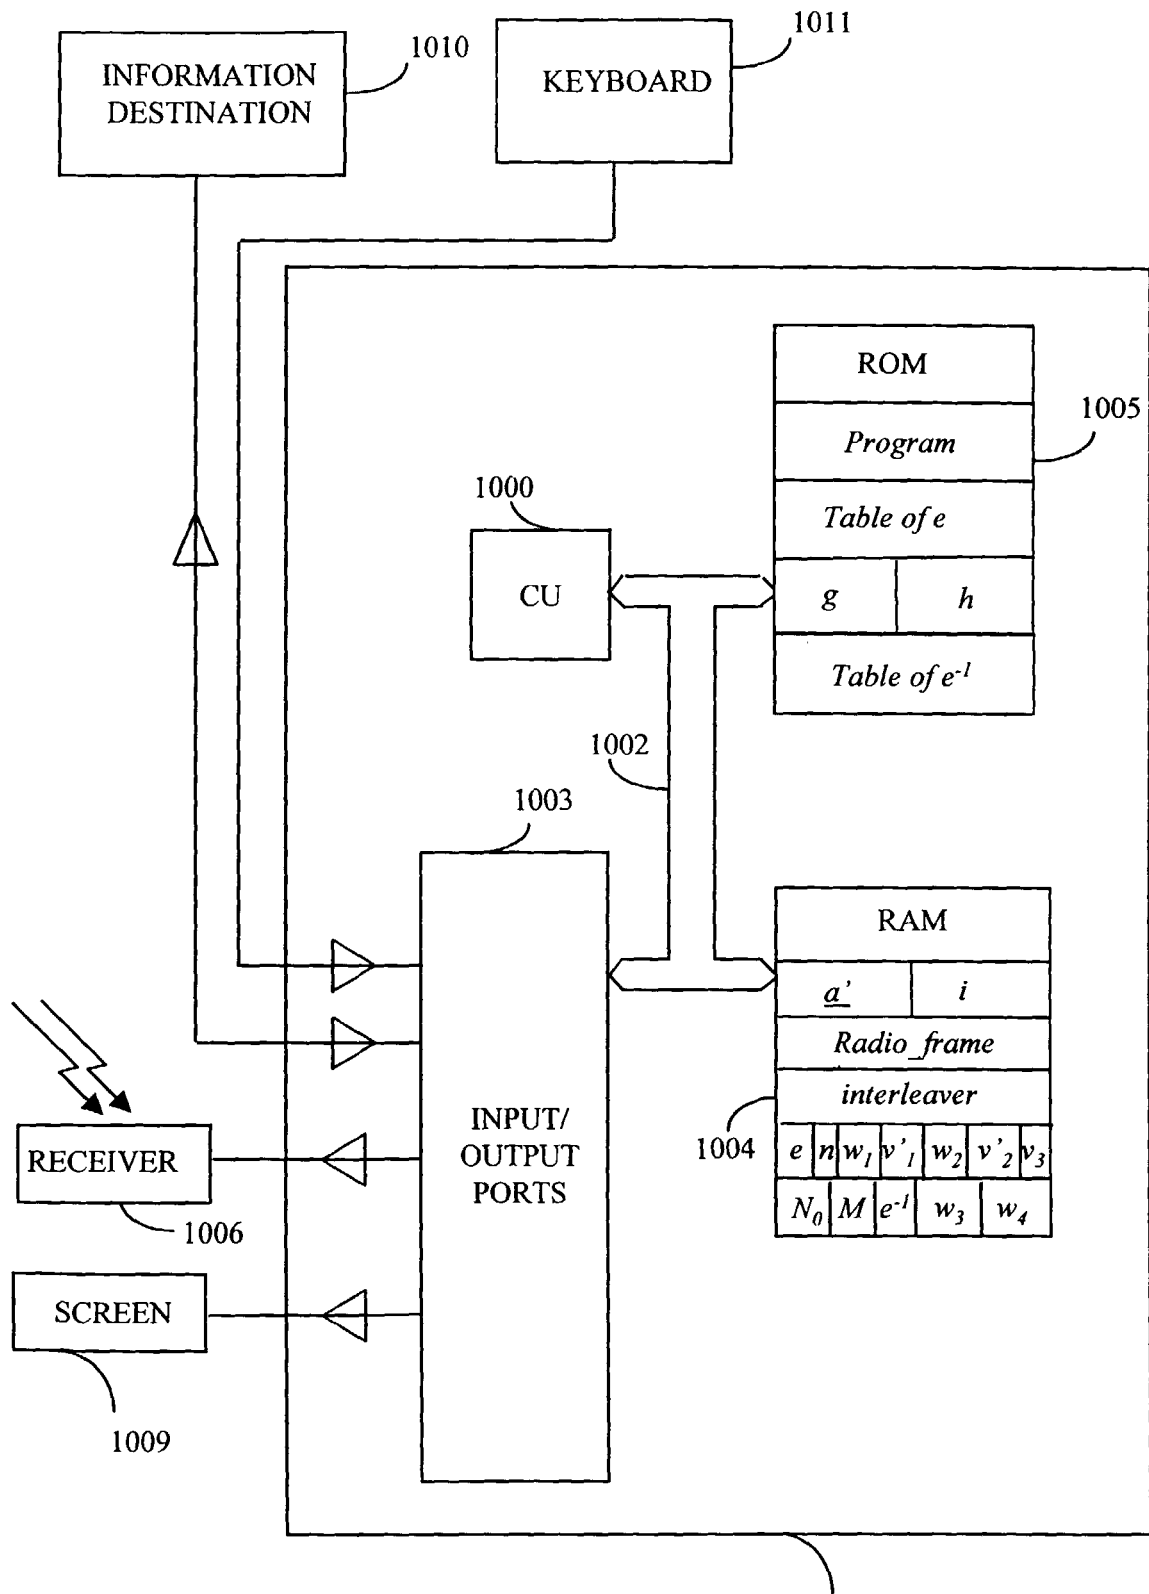 1010
1011
INFORMATION
DESTINATION
KEYBOARD
ROM
1005
Program
Table of e
1000
CU
g h
Table of e⁻¹
1002
1003
RAM
a' i
Radio_frame
interleaver
1004
e n w₁ v'₁ w₂ v'₂ v₃
N₀ M e⁻¹ w₃ w₄
INPUT/
OUTPUT
PORTS
RECEIVER
1006
SCREEN
1009